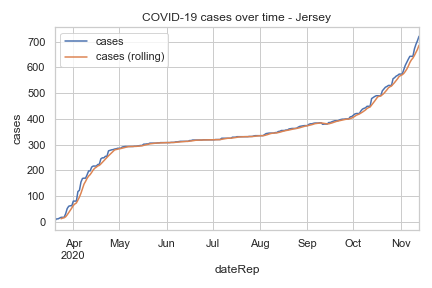 COVID-19 cases over time - Jersey
cases
cases (rolling)
700
600
500
400
300
200
100
0
cases
Apr May Jun Jul Aug Sep Oct Nov
2020
dateRep